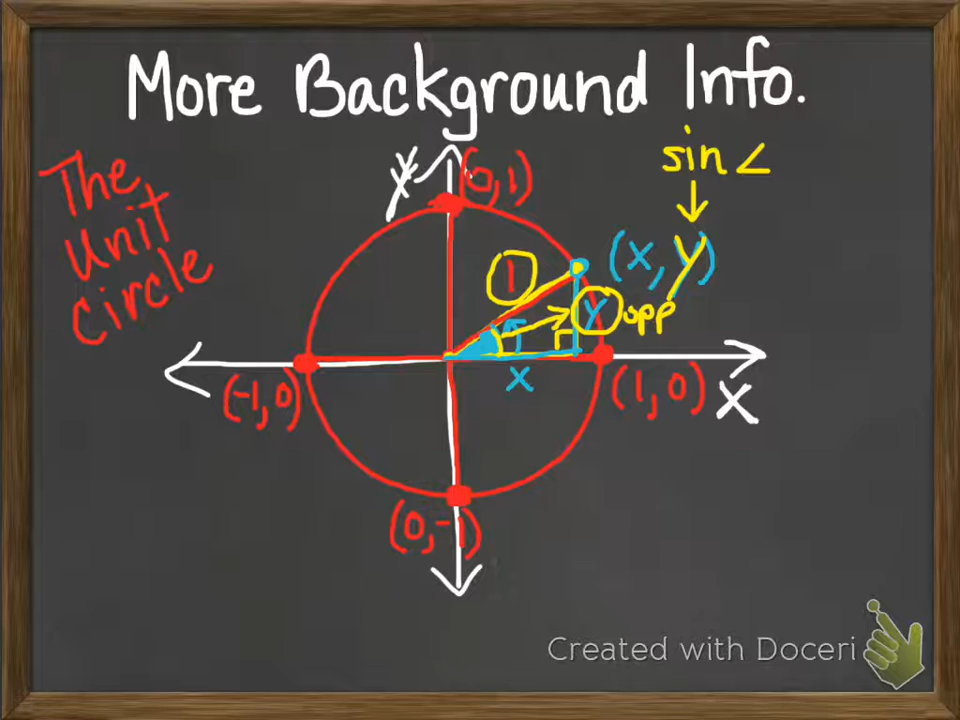 More Background Info.
The
Unit
Circle
y
(0,1)
sin ∠
(x, y)
1
y
opp
x
(-1,0)
(1,0)
x
(0,-1)
Created with Doceri